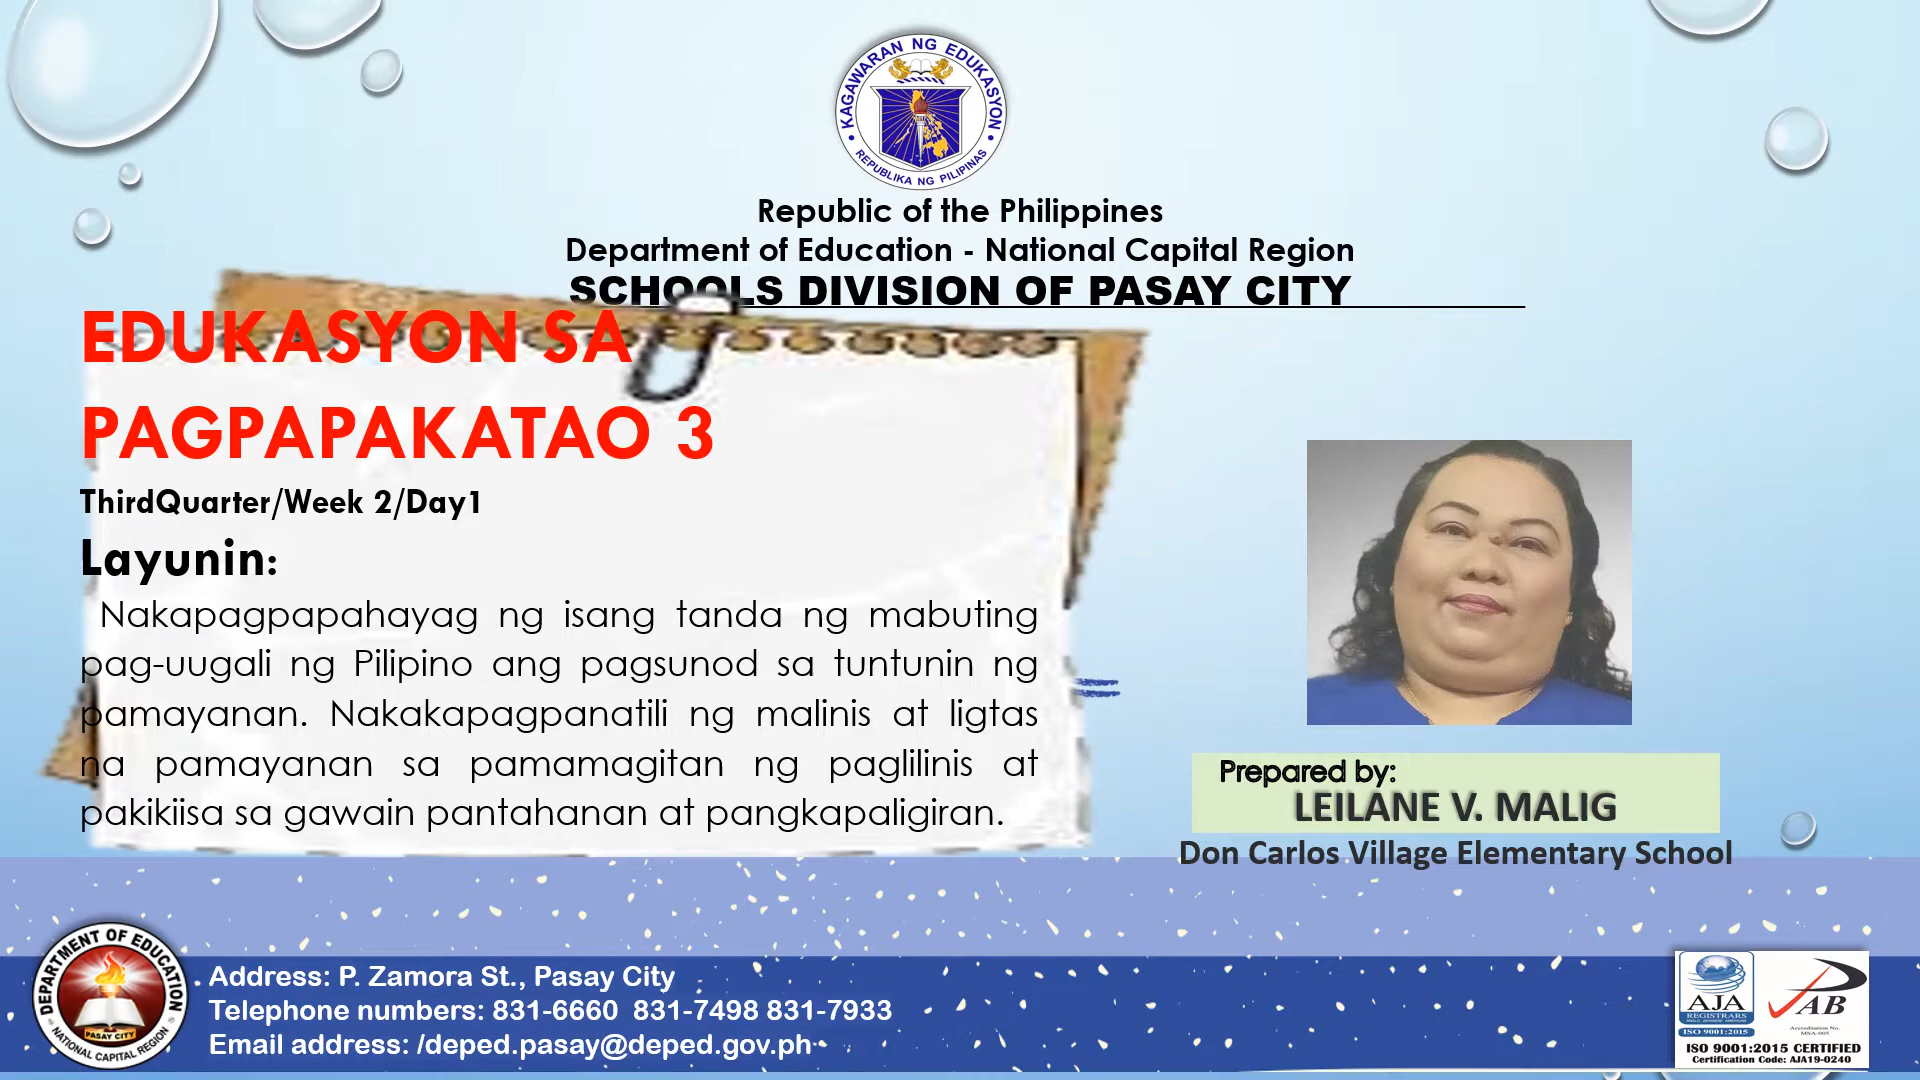 KAGAWARAN NG EDUKASYON
REPUBLIKA NG PILIPINAS
Republic of the Philippines
Department of Education - National Capital Region
SCHOOLS DIVISION OF PASAY CITY
EDUKASYON SA
PAGPAPAKATAO 3
ThirdQuarter/Week 2/Day1
Layunin:
Nakapagpapahayag ng isang tanda ng mabuting
pag-uugali ng Pilipino ang pagsunod sa tuntunin ng
pamayanan. Nakakapagpanatili ng malinis at ligtas
na pamayanan sa pamamagitan ng paglilinis at
pakikiisa sa gawain pantahanan at pangkapaligiran.
Prepared by:
LEILANE V. MALIG
Don Carlos Village Elementary School
DEPARTMENT OF EDUCATION
PASAY CITY
NATIONAL CAPITAL REGION
Address: P. Zamora St., Pasay City
Telephone numbers: 831-6660 831-7498 831-7933
Email address: /deped.pasay@deped.gov.ph
AJA
REGISTRARS
ISO 9001:2015
PAB
Accreditation No.
MSA-005
ISO 9001:2015 CERTIFIED
Certification Code: AJA19-0240